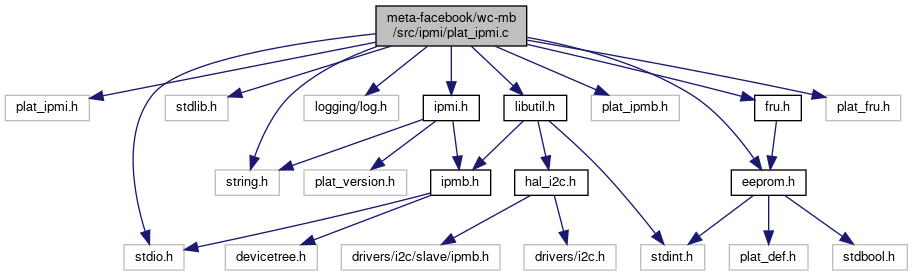 meta-facebook/wc-mb
/src/ipmi/plat_ipmi.c
plat_ipmi.h
stdlib.h
logging/log.h
ipmi.h
libutil.h
plat_ipmb.h
fru.h
plat_fru.h
string.h
plat_version.h
ipmb.h
hal_i2c.h
eeprom.h
stdio.h
devicetree.h
drivers/i2c/slave/ipmb.h
drivers/i2c.h
stdint.h
plat_def.h
stdbool.h